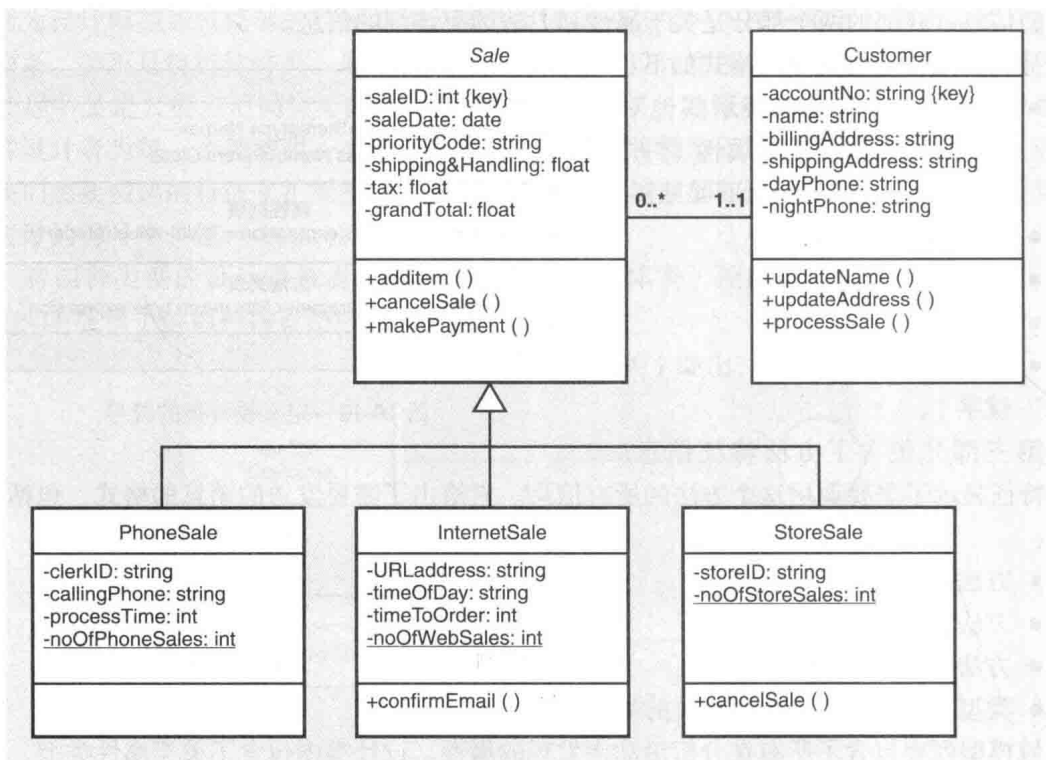 Sale
-saleID: int {key}
-saleDate: date
-priorityCode: string
-shipping&Handling: float
-tax: float
-grandTotal: float
+additem ( )
+cancelSale ( )
+makePayment ( )
0..*
1..1
Customer
-accountNo: string {key}
-name: string
-billingAddress: string
-shippingAddress: string
-dayPhone: string
-nightPhone: string
+updateName ( )
+updateAddress ( )
+processSale ( )
PhoneSale
-clerkID: string
-callingPhone: string
-processTime: int
-noOfPhoneSales: int
InternetSale
-URLaddress: string
-timeOfDay: string
-timeToOrder: int
-noOfWebSales: int
+confirmEmail ( )
StoreSale
-storeID: string
-noOfStoreSales: int
+cancelSale ( )